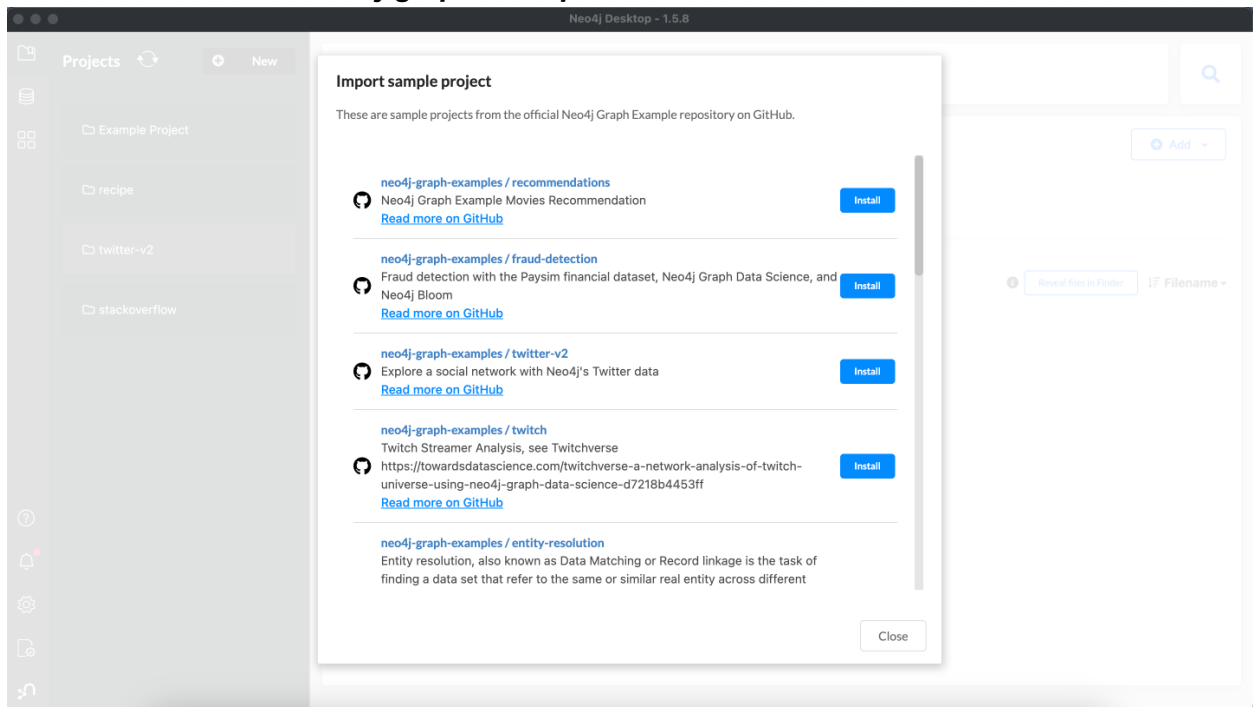 Neo4j Desktop - 1.5.8
Projects
New
Example Project
recipe
twitter-v2
stackoverflow
Import sample project
These are sample projects from the official Neo4j Graph Example repository on GitHub.
neo4j-graph-examples / recommendations
Neo4j Graph Example Movies Recommendation
Read more on GitHub
Install
neo4j-graph-examples / fraud-detection
Fraud detection with the Paysim financial dataset, Neo4j Graph Data Science, and
Neo4j Bloom
Read more on GitHub
Install
neo4j-graph-examples / twitter-v2
Explore a social network with Neo4j's Twitter data
Read more on GitHub
Install
neo4j-graph-examples / twitch
Twitch Streamer Analysis, see Twitchverse
https://towardsdatascience.com/twitchverse-a-network-analysis-of-twitch-
universe-using-neo4j-graph-data-science-d7218b4453ff
Read more on GitHub
Install
neo4j-graph-examples / entity-resolution
Entity resolution, also known as Data Matching or Record linkage is the task of
finding a data set that refer to the same or similar real entity across different
Close
Add
Reveal files in Finder
Filename